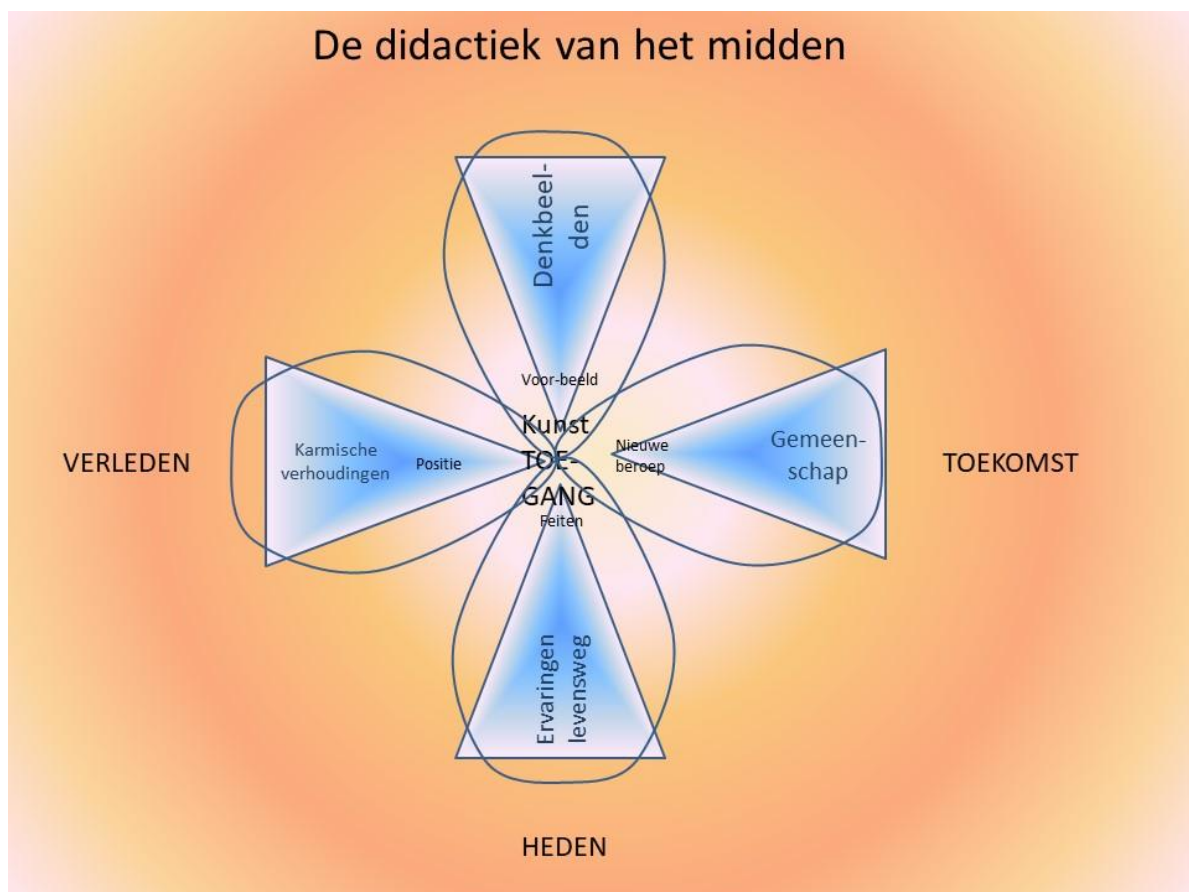 De didactiek van het midden
Denkbeel-
den
Voor-beeld
Kunst
TOE-
GANG
Feiten
VERLEDEN
Karmische
verhoudingen
Positie
Nieuwe
beroep
Gemeen-
schap
TOEKOMST
Ervaringen
levensweg
HEDEN